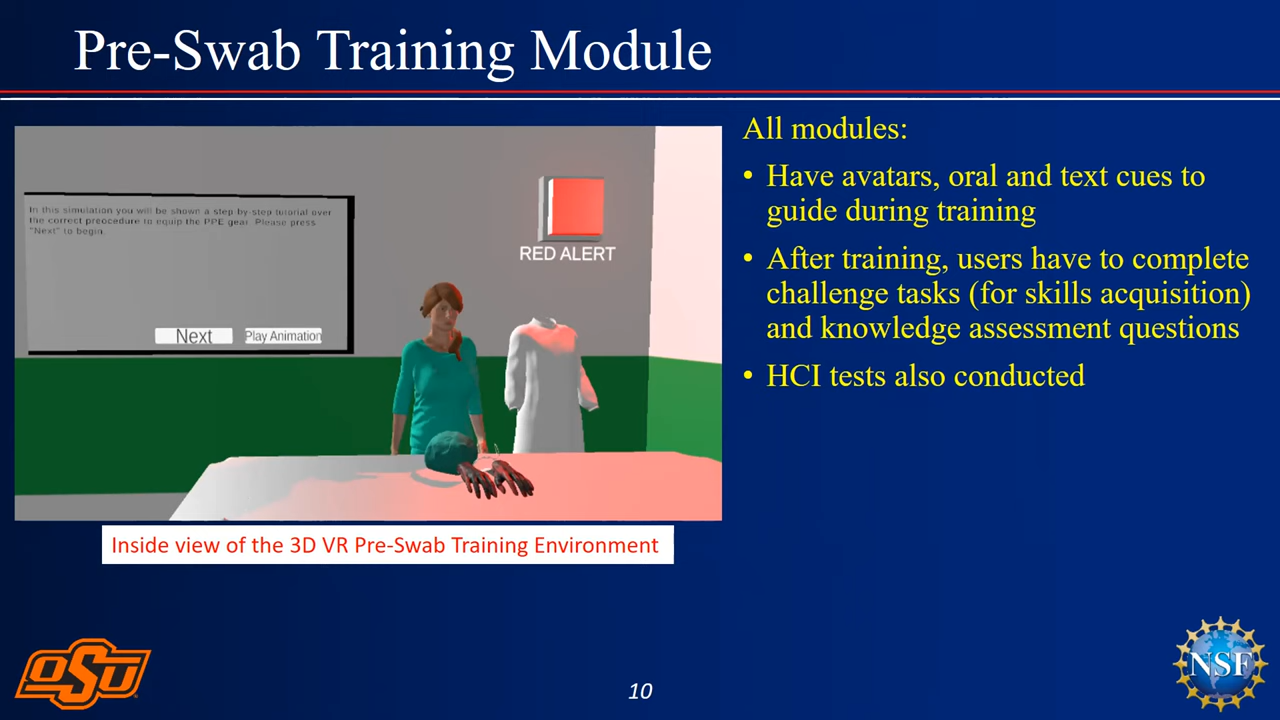 Pre-Swab Training Module
In this simulation you will be shown a step-by-step tutorial over
the correct preocedure to equip the PPE gear. Please press
"Next" to begin.
Next
Play Animation
RED ALERT
Inside view of the 3D VR Pre-Swab Training Environment
All modules:
• Have avatars, oral and text cues to
guide during training
• After training, users have to complete
challenge tasks (for skills acquisition)
and knowledge assessment questions
• HCI tests also conducted
OSU
10
NSF